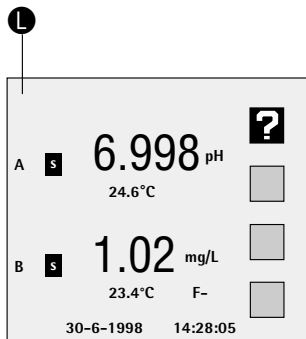 L
?
A S 6.998 pH
24.6°C
B S 1.02 mg/L
23.4°C F-
30-6-1998 14:28:05